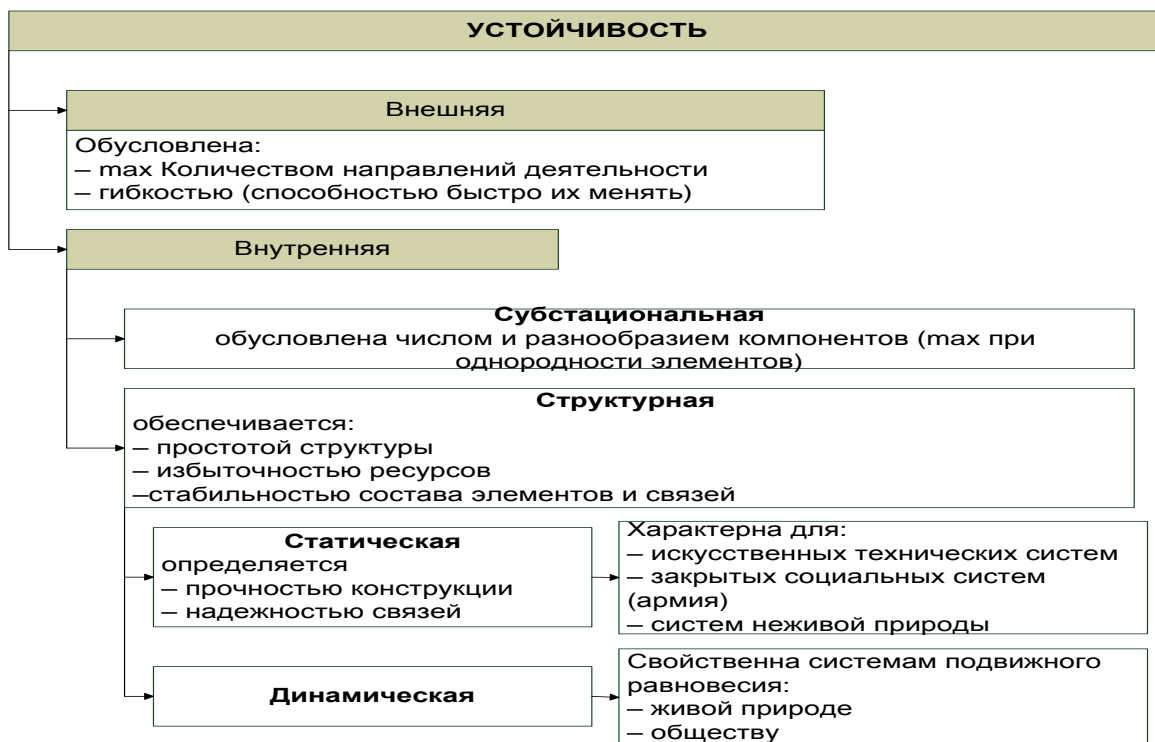 УСТОЙЧИВОСТЬ
Внешняя
Обусловлена:
– max Количеством направлений деятельности
– гибкостью (способностью быстро их менять)
Внутренняя
Субстациональная
обусловлена числом и разнообразием компонентов (max при
однородности элементов)
Структурная
обеспечивается:
– простотой структуры
– избыточностью ресурсов
–стабильностью состава элементов и связей
Статическая
определяется
– прочностью конструкции
– надежностью связей
Характерна для:
– искусственных технических систем
– закрытых социальных систем
(армия)
– систем неживой природы
Динамическая
Свойственна системам подвижного
равновесия:
– живой природе
– обществу